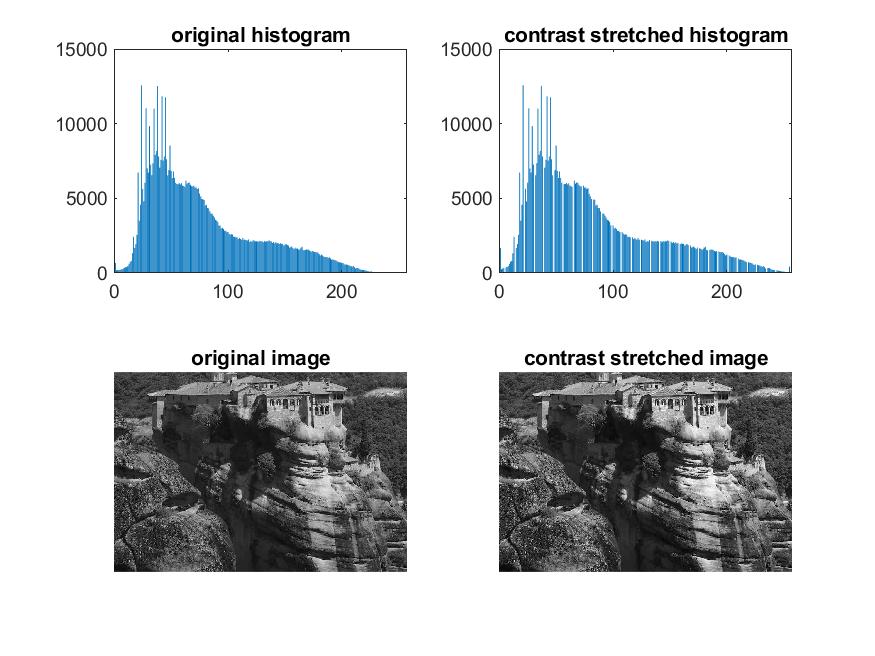 original histogram
15000
10000
5000
0
0 100 200
contrast stretched histogram
15000
10000
5000
0
0 100 200
original image
contrast stretched image